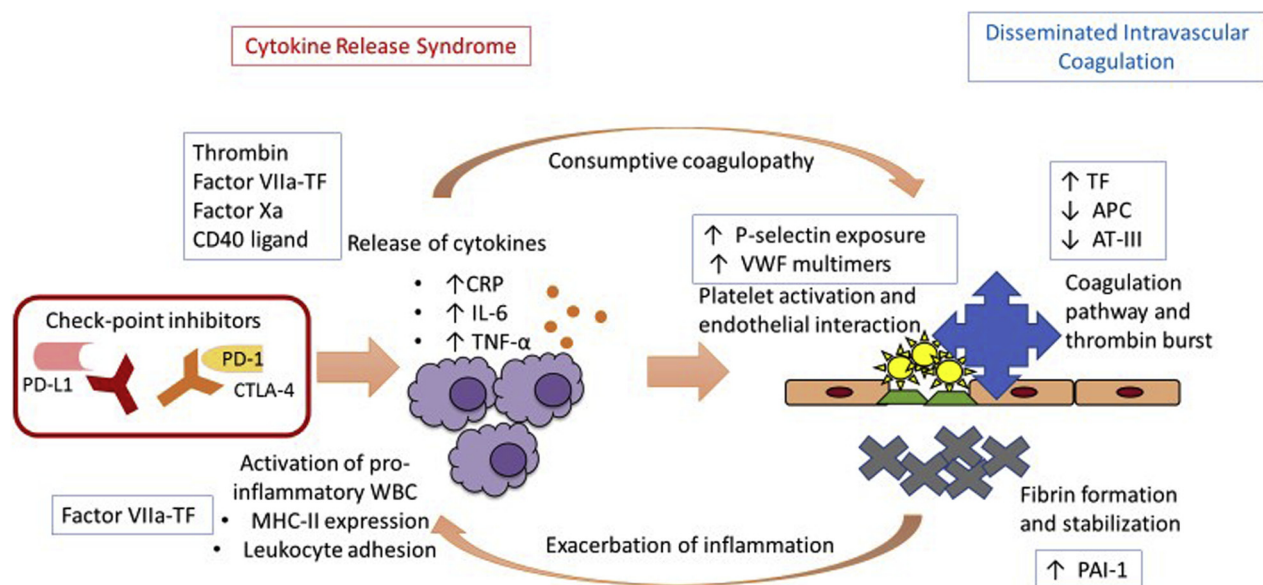 Cytokine Release Syndrome
Disseminated Intravascular
Coagulation
Thrombin
Factor VIIa-TF
Factor Xa
CD40 ligand
Consumptive coagulopathy
↑ TF
↓ APC
↓ AT-III
Release of cytokines
• ↑CRP
• ↑ IL-6
• ↑ TNF-α
↑ P-selectin exposure
↑ VWF multimers
Platelet activation and
endothelial interaction
Coagulation
pathway and
thrombin burst
Check-point inhibitors
PD-L1
PD-1
CTLA-4
Activation of pro-
inflammatory WBC
• MHC-II expression
• Leukocyte adhesion
Factor VIIa-TF
Exacerbation of inflammation
Fibrin formation
and stabilization
↑ PAI-1